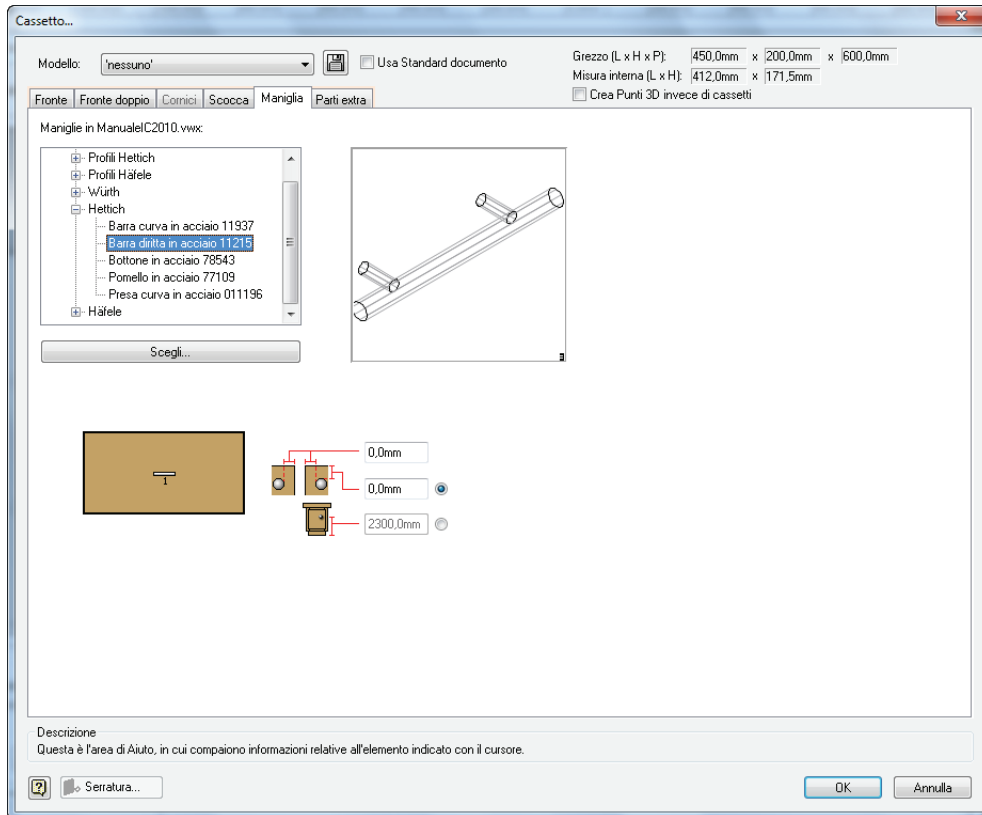 Cassetto...
Modello: 'nessuno' Usa Standard documento
Grezzo (L x H x P): 450,0mm x 200,0mm x 600,0mm
Misura interna (L x H): 412,0mm x 171,5mm
Crea Punti 3D invece di cassetti
Fronte Fronte doppio Cornici Scocca Maniglia Parti extra
Maniglie in ManualeIC2010.vwx:
Profili Hettich
Profili Häfele
Würth
Hettich
Barra curva in acciaio 11937
Barra diritta in acciaio 11215
Bottone in acciaio 78543
Pomello in acciaio 77109
Presa curva in acciaio 011196
Häfele
Scegli...
1
0,0mm
0,0mm
2300,0mm
Descrizione
Questa è l'area di Aiuto, in cui compaiono informazioni relative all'elemento indicato con il cursore.
Serratura... OK Annulla